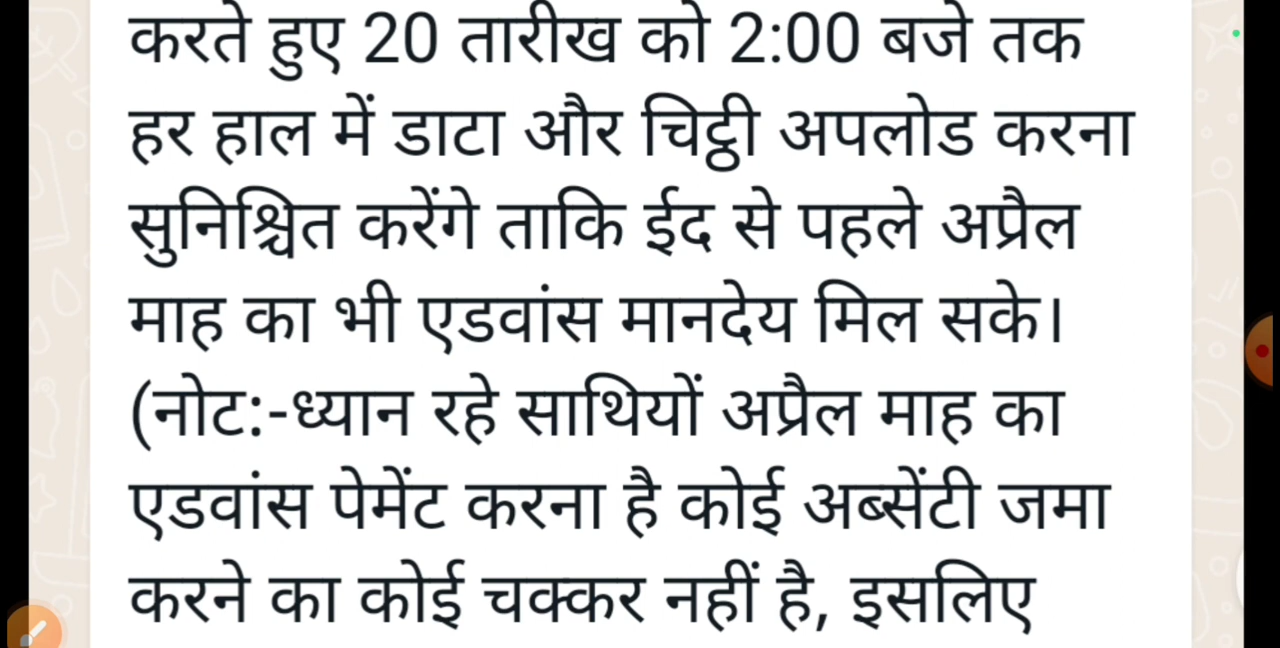 करते हुए 20 तारीख को 2:00 बजे तक
हर हाल में डाटा और चिट्ठी अपलोड करना
सुनिश्चित करेंगे ताकि ईद से पहले अप्रैल
माह का भी एडवांस मानदेय मिल सके।
(नोट:-ध्यान रहे साथियों अप्रैल माह का
एडवांस पेमेंट करना है कोई अब्सेंटी जमा
करने का कोई चक्कर नहीं है, इसलिए